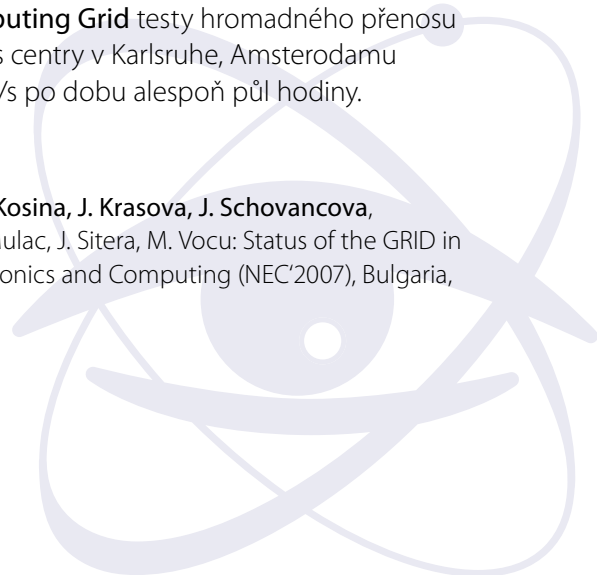 puting Grid testy hromadného přenosu
s centry v Karlsruhe, Amsterodamu
/s po dobu alespoň půl hodiny.
Kosina, J. Krasova, J. Schovancova,
Mulac, J. Sitera, M. Vocu: Status of the GRID in
onics and Computing (NEC‘2007), Bulgaria,